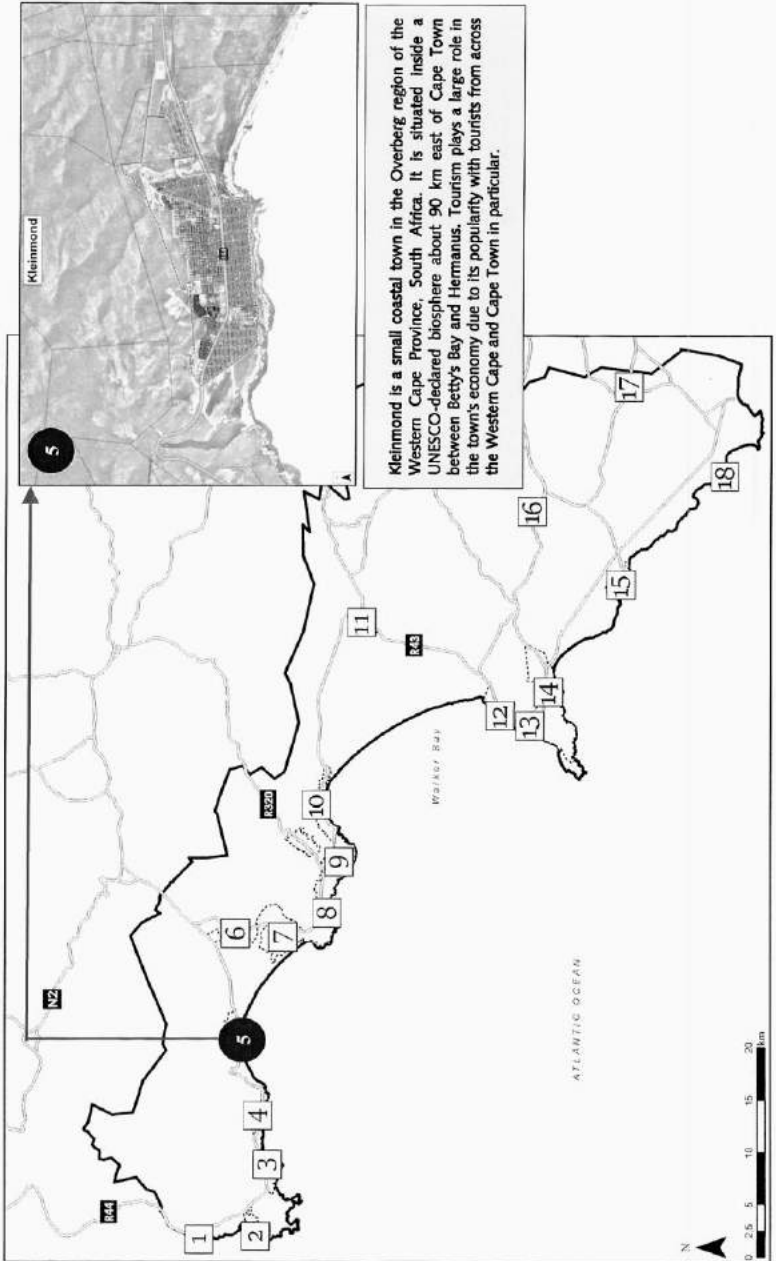 Kleinmond
5
Kleinmond is a small coastal town in the Overberg region of the
Western Cape Province, South Africa. It is situated inside a
UNESCO-declared biosphere about 90 km east of Cape Town
between Betty's Bay and Hermanus. Tourism plays a large role in
the town's economy due to its popularity with tourists from across
the Western Cape and Cape Town in particular.
N2
R44
R320
R43
1
2
3
4
5
6
7
8
9
10
11
12
13
14
15
16
17
18
Walker Bay
ATLANTIC OCEAN
N
0 2.5 5 10 15 20
km